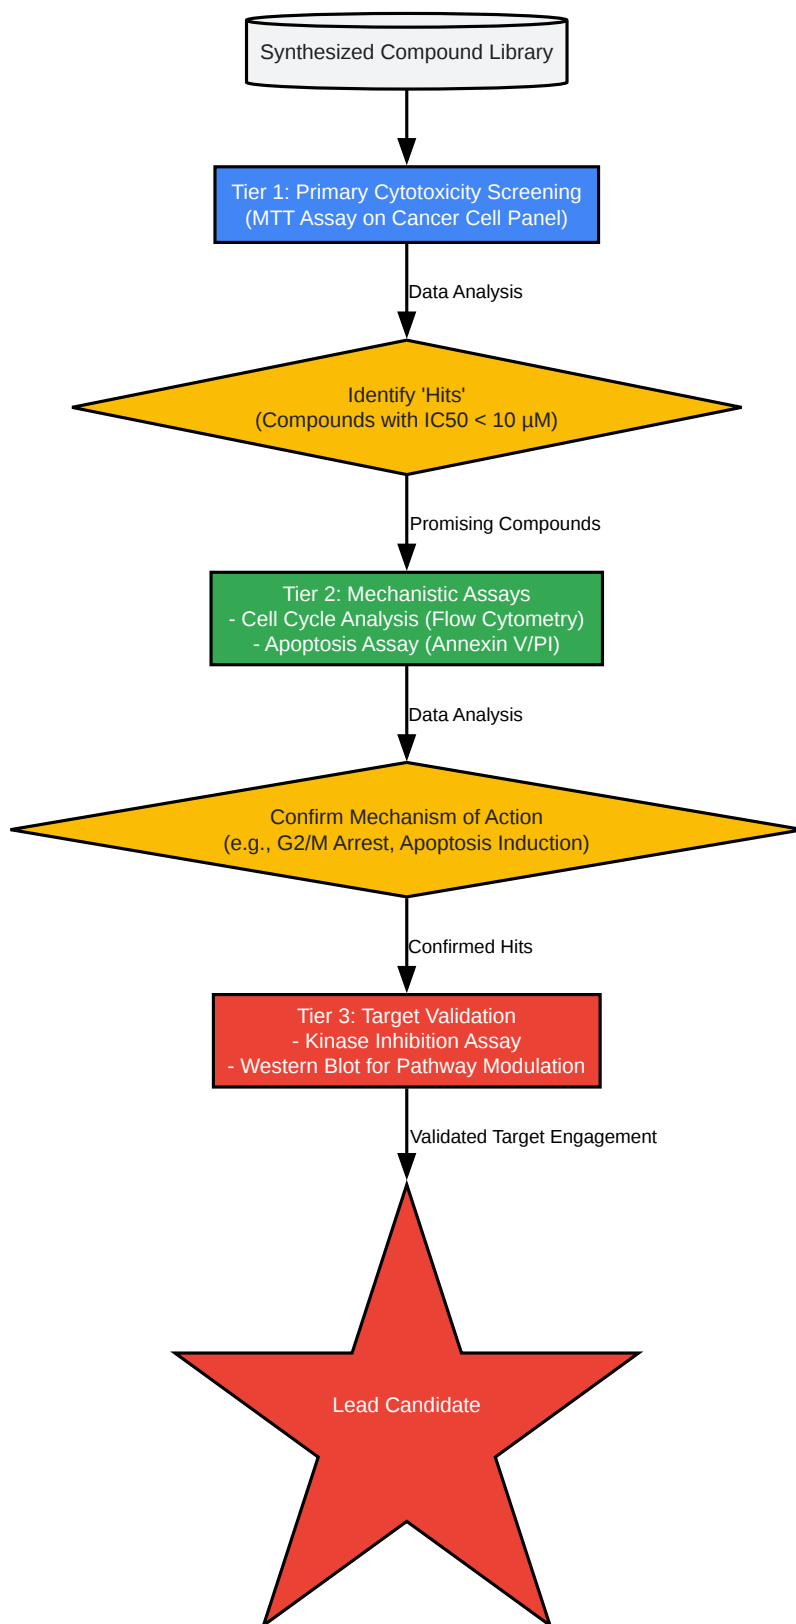 Synthesized Compound Library
Tier 1: Primary Cytotoxicity Screening
(MTT Assay on Cancer Cell Panel)
Data Analysis
Identify 'Hits'
(Compounds with IC50 < 10 µM)
Promising Compounds
Tier 2: Mechanistic Assays
- Cell Cycle Analysis (Flow Cytometry)
- Apoptosis Assay (Annexin V/PI)
Data Analysis
Confirm Mechanism of Action
(e.g., G2/M Arrest, Apoptosis Induction)
Confirmed Hits
Tier 3: Target Validation
- Kinase Inhibition Assay
- Western Blot for Pathway Modulation
Validated Target Engagement
Lead Candidate